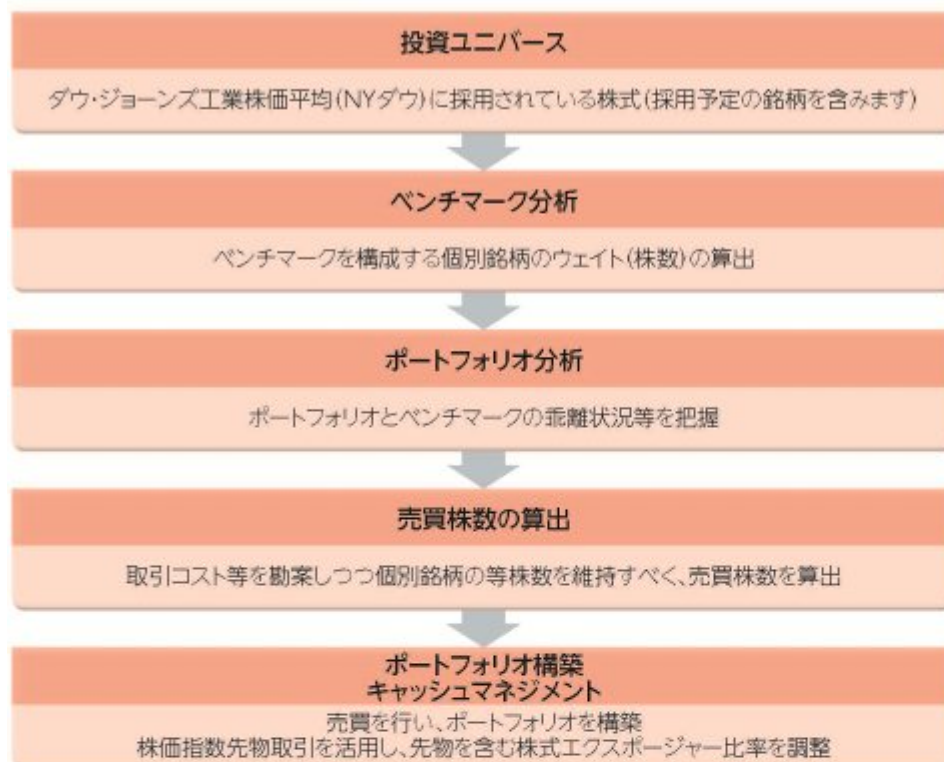 投資ユニバース
ダウ・ジョーンズ工業株価平均(NYダウ)に採用されている株式(採用予定の銘柄を含みます)
ベンチマーク分析
ベンチマークを構成する個別銘柄のウェイト(株数)の算出
ポートフォリオ分析
ポートフォリオとベンチマークの乖離状況等を把握
売買株数の算出
取引コスト等を勘案しつつ個別銘柄の等株数を維持すべく、売買株数を算出
ポートフォリオ構築
キャッシュマネジメント
売買を行い、ポートフォリオを構築
株価指数先物取引を活用し、先物を含む株式エクスポージャー比率を調整